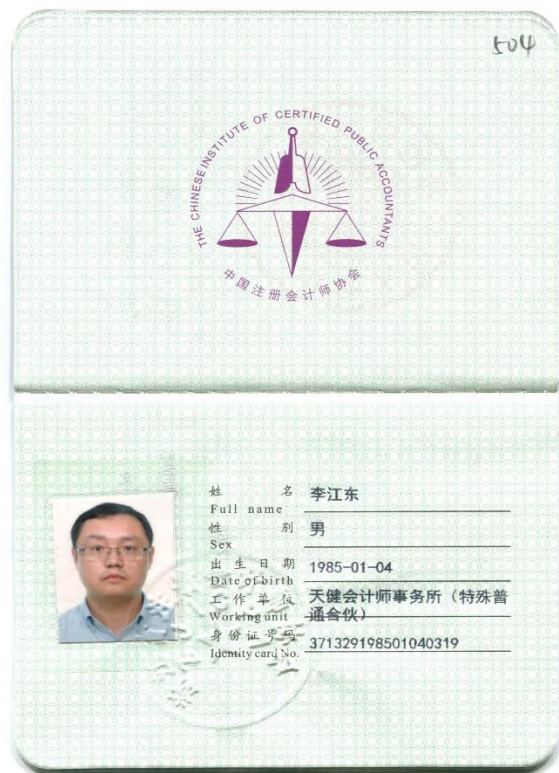 504
THE CHINESE INSTITUTE OF CERTIFIED PUBLIC ACCOUNTANTS
中国注册会计师协会
姓 名 李江东
Full name
性 别 男
Sex
出生日期 1985-01-04
Date of birth
工作单位 天健会计师事务所（特殊普
Working unit 通合伙）
身份证号码 371329198501040319
Identity card No.